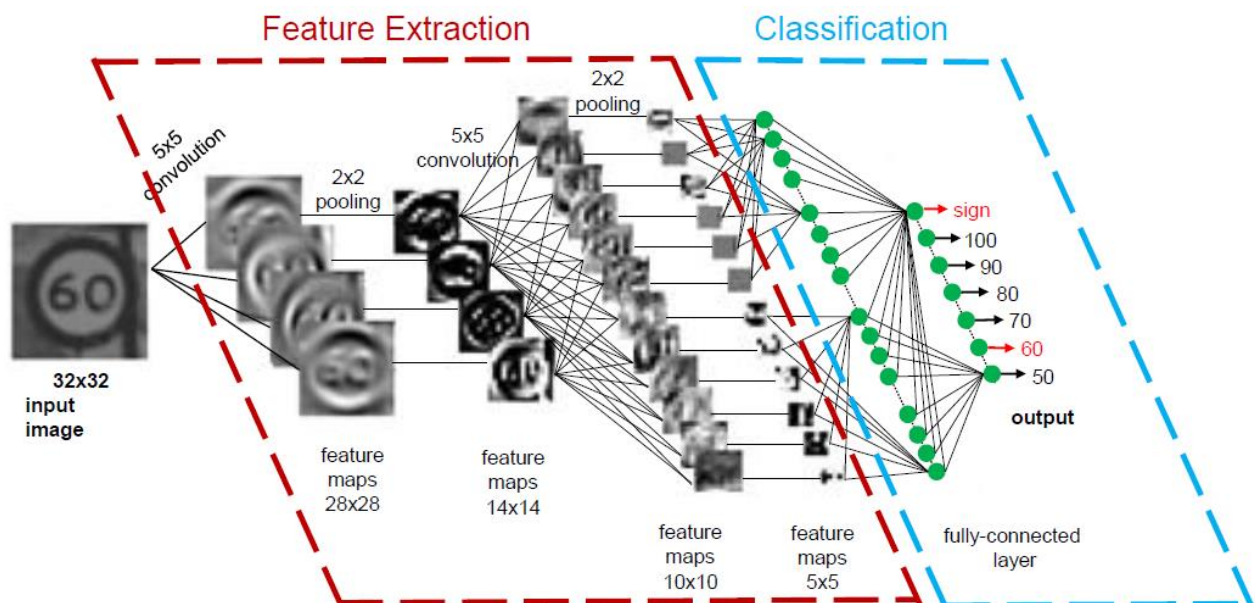 Feature Extraction
Classification
5x5
convolution
2x2
pooling
5x5
convolution
2x2
pooling
60
32x32
input
image
feature
maps
28x28
feature
maps
14x14
feature
maps
10x10
feature
maps
5x5
fully-connected
layer
sign
100
90
80
70
60
50
output